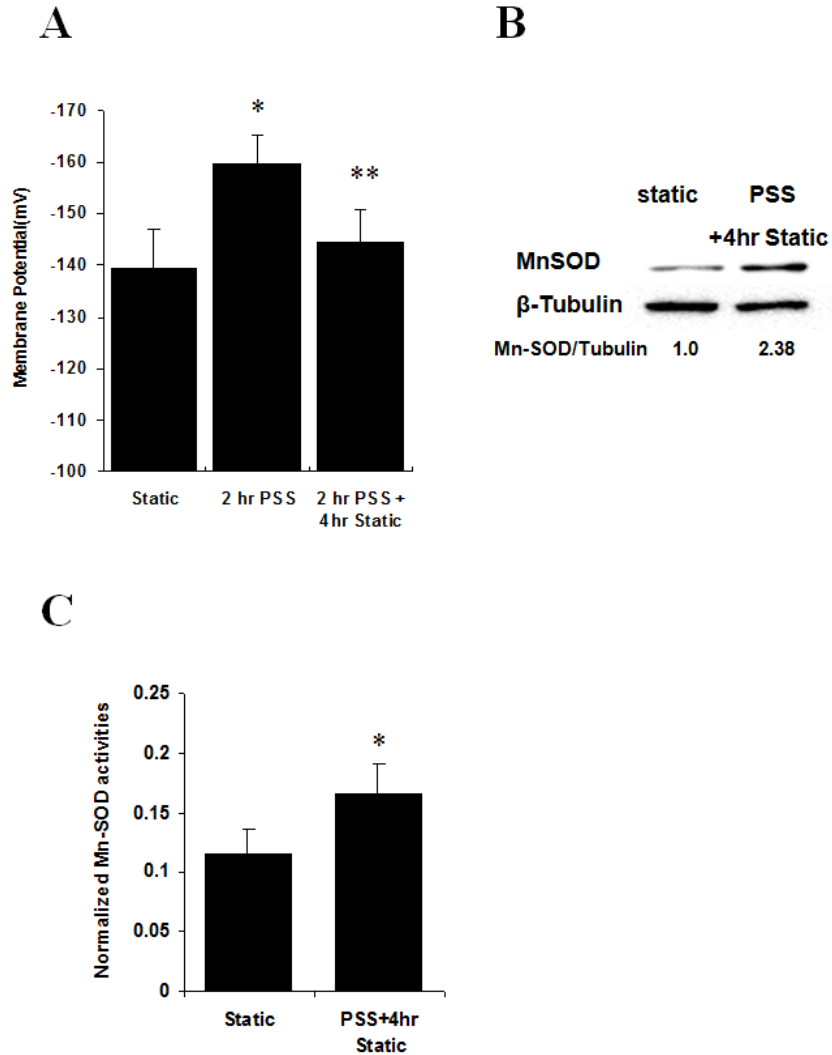 A
-170
-160
-150
-140
-130
-120
-110
-100
Membrane Potential(mV)
*
**
Static
2 hr PSS
2 hr PSS +
4hr Static
B
static
PSS
+4hr Static
MnSOD
β-Tubulin
Mn-SOD/Tubulin 1.0 2.38
C
0.25
0.2
0.15
0.1
0.05
0
Normalized Mn-SOD activities
*
Static
PSS+4hr
Static